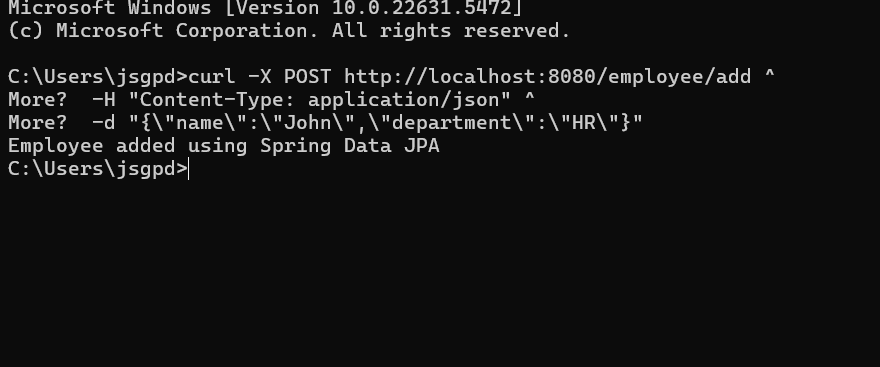 Microsoft Windows [Version 10.0.22631.5472]
(c) Microsoft Corporation. All rights reserved.
C:\Users\jsgpd>curl -X POST http://localhost:8080/employee/add ^
More?  -H "Content-Type: application/json" ^
More?  -d "{\"name\":\"John\",\"department\":\"HR\"}"
Employee added using Spring Data JPA
C:\Users\jsgpd>